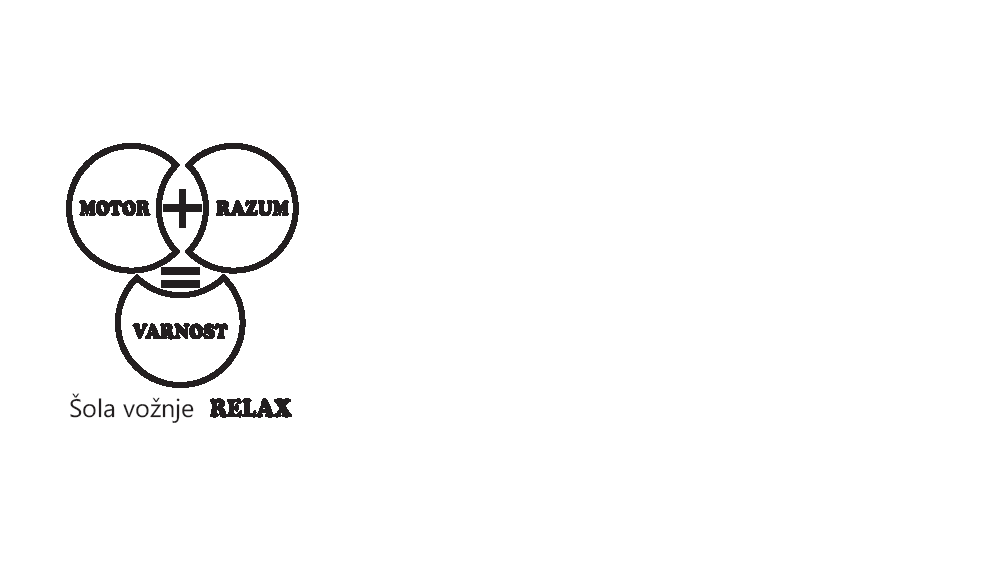 MOTOR + RAZUM
=
VARNOST
Šola vožnje RELAX